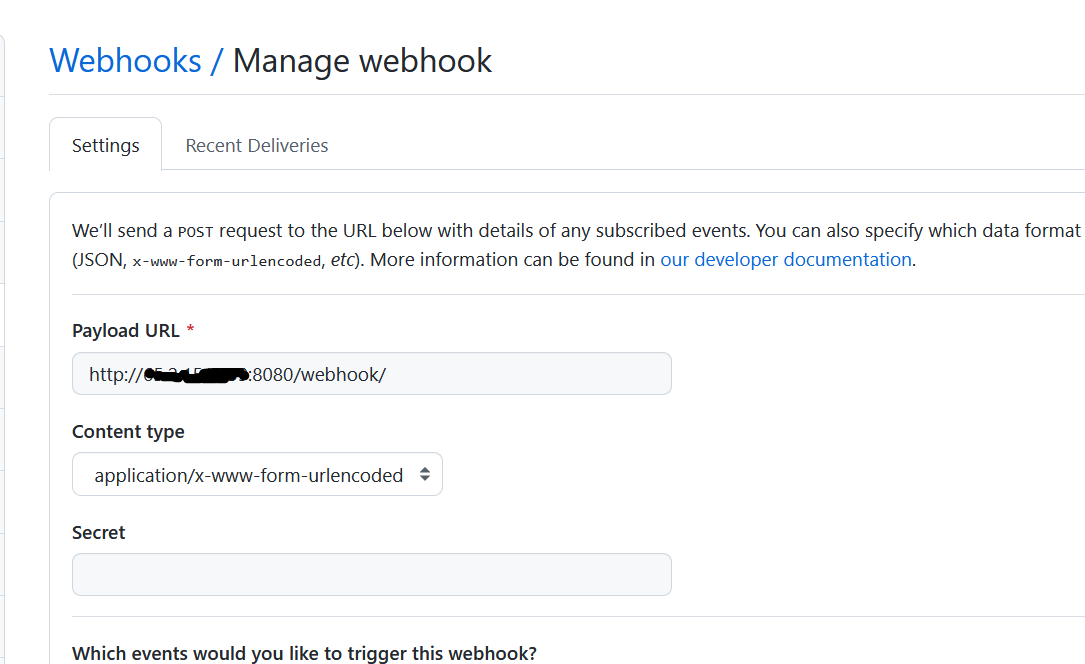 Webhooks / Manage webhook
Settings
Recent Deliveries
We'll send a POST request to the URL below with details of any subscribed events. You can also specify which data format
(JSON, x-www-form-urlencoded, etc). More information can be found in our developer documentation.
Payload URL *
http:// :8080/webhook/
Content type
application/x-www-form-urlencoded
Secret
Which events would you like to trigger this webhook?